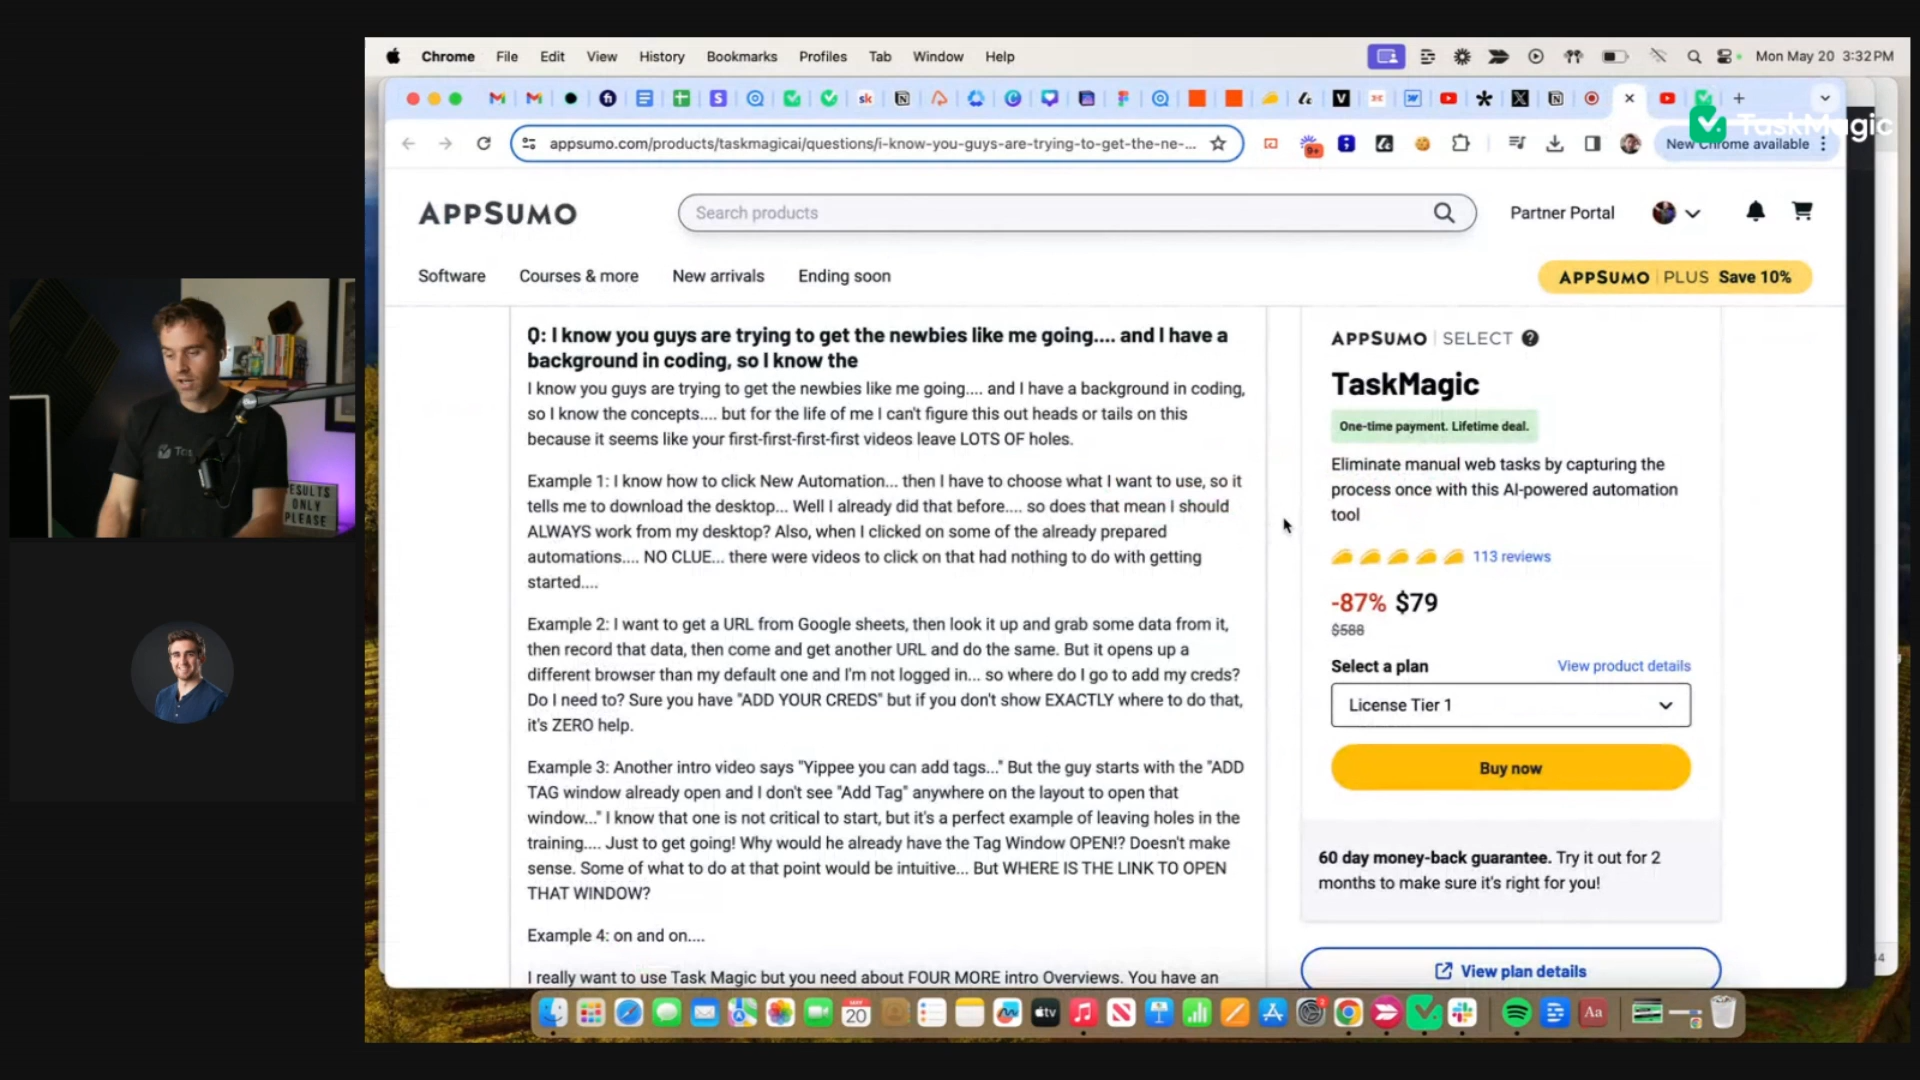 Chrome File Edit View History Bookmarks Profiles Tab Window Help Mon May 20 3:32 PM
TaskMagic
appsumo.com/products/taskmagicai/questions/i-know-you-guys-are-trying-to-get-the-ne-...
New Chrome available
APPSUMO
Search products
Partner Portal
Software Courses & more New arrivals Ending soon
APPSUMO | PLUS Save 10%
Q: I know you guys are trying to get the newbies like me going.... and I have a
background in coding, so I know the
I know you guys are trying to get the newbies like me going.... and I have a background in coding,
so I know the concepts.... but for the life of me I can't figure this out heads or tails on this
because it seems like your first-first-first-first videos leave LOTS OF holes.
Example 1: I know how to click New Automation... then I have to choose what I want to use, so it
tells me to download the desktop... Well I already did that before.... so does that mean I should
ALWAYS work from my desktop? Also, when I clicked on some of the already prepared
automations.... NO CLUE... there were videos to click on that had nothing to do with getting
started....
Example 2: I want to get a URL from Google sheets, then look it up and grab some data from it,
then record that data, then come and get another URL and do the same. But it opens up a
different browser than my default one and I'm not logged in... so where do I go to add my creds?
Do I need to? Sure you have "ADD YOUR CREDS" but if you don't show EXACTLY where to do that,
it's ZERO help.
Example 3: Another intro video says "Yippee you can add tags..." But the guy starts with the "ADD
TAG window already open and I don't see "Add Tag" anywhere on the layout to open that
window..." I know that one is not critical to start, but it's a perfect example of leaving holes in the
training.... Just to get going! Why would he already have the Tag Window OPEN!? Doesn't make
sense. Some of what to do at that point would be intuitive... But WHERE IS THE LINK TO OPEN
THAT WINDOW?
Example 4: on and on....
I really want to use Task Magic but you need about FOUR MORE intro Overviews. You have an
APPSUMO | SELECT
TaskMagic
One-time payment. Lifetime deal.
Eliminate manual web tasks by capturing the
process once with this AI-powered automation
tool
113 reviews
-87% $79
$588
Select a plan View product details
License Tier 1
Buy now
60 day money-back guarantee. Try it out for 2
months to make sure it's right for you!
View plan details
RESULTS
ONLY
PLEASE